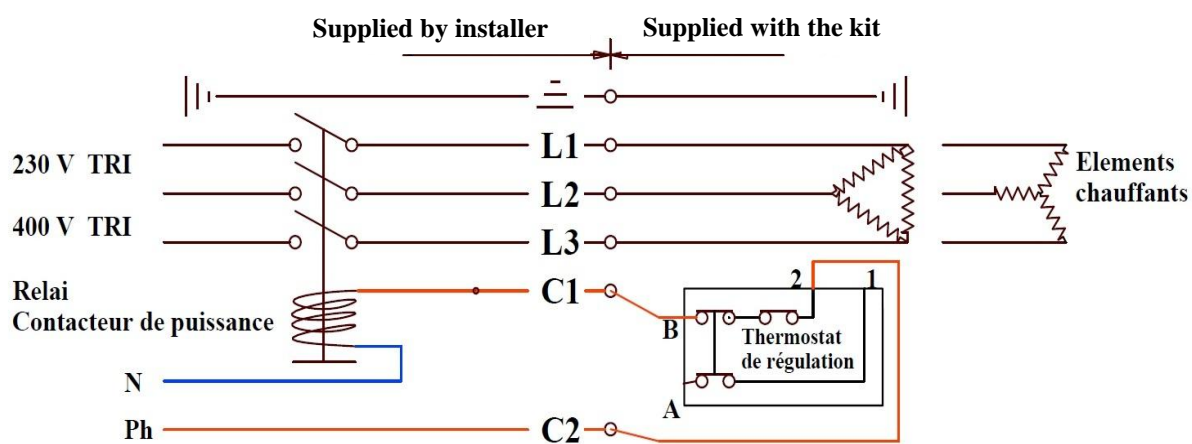 Supplied by installer
Supplied with the kit
L1
230 V TRI
L2
Elements
chauffants
400 V TRI
L3
Relai
Contacteur de puissance
C1
2
1
B
Thermostat
de régulation
N
A
Ph
C2